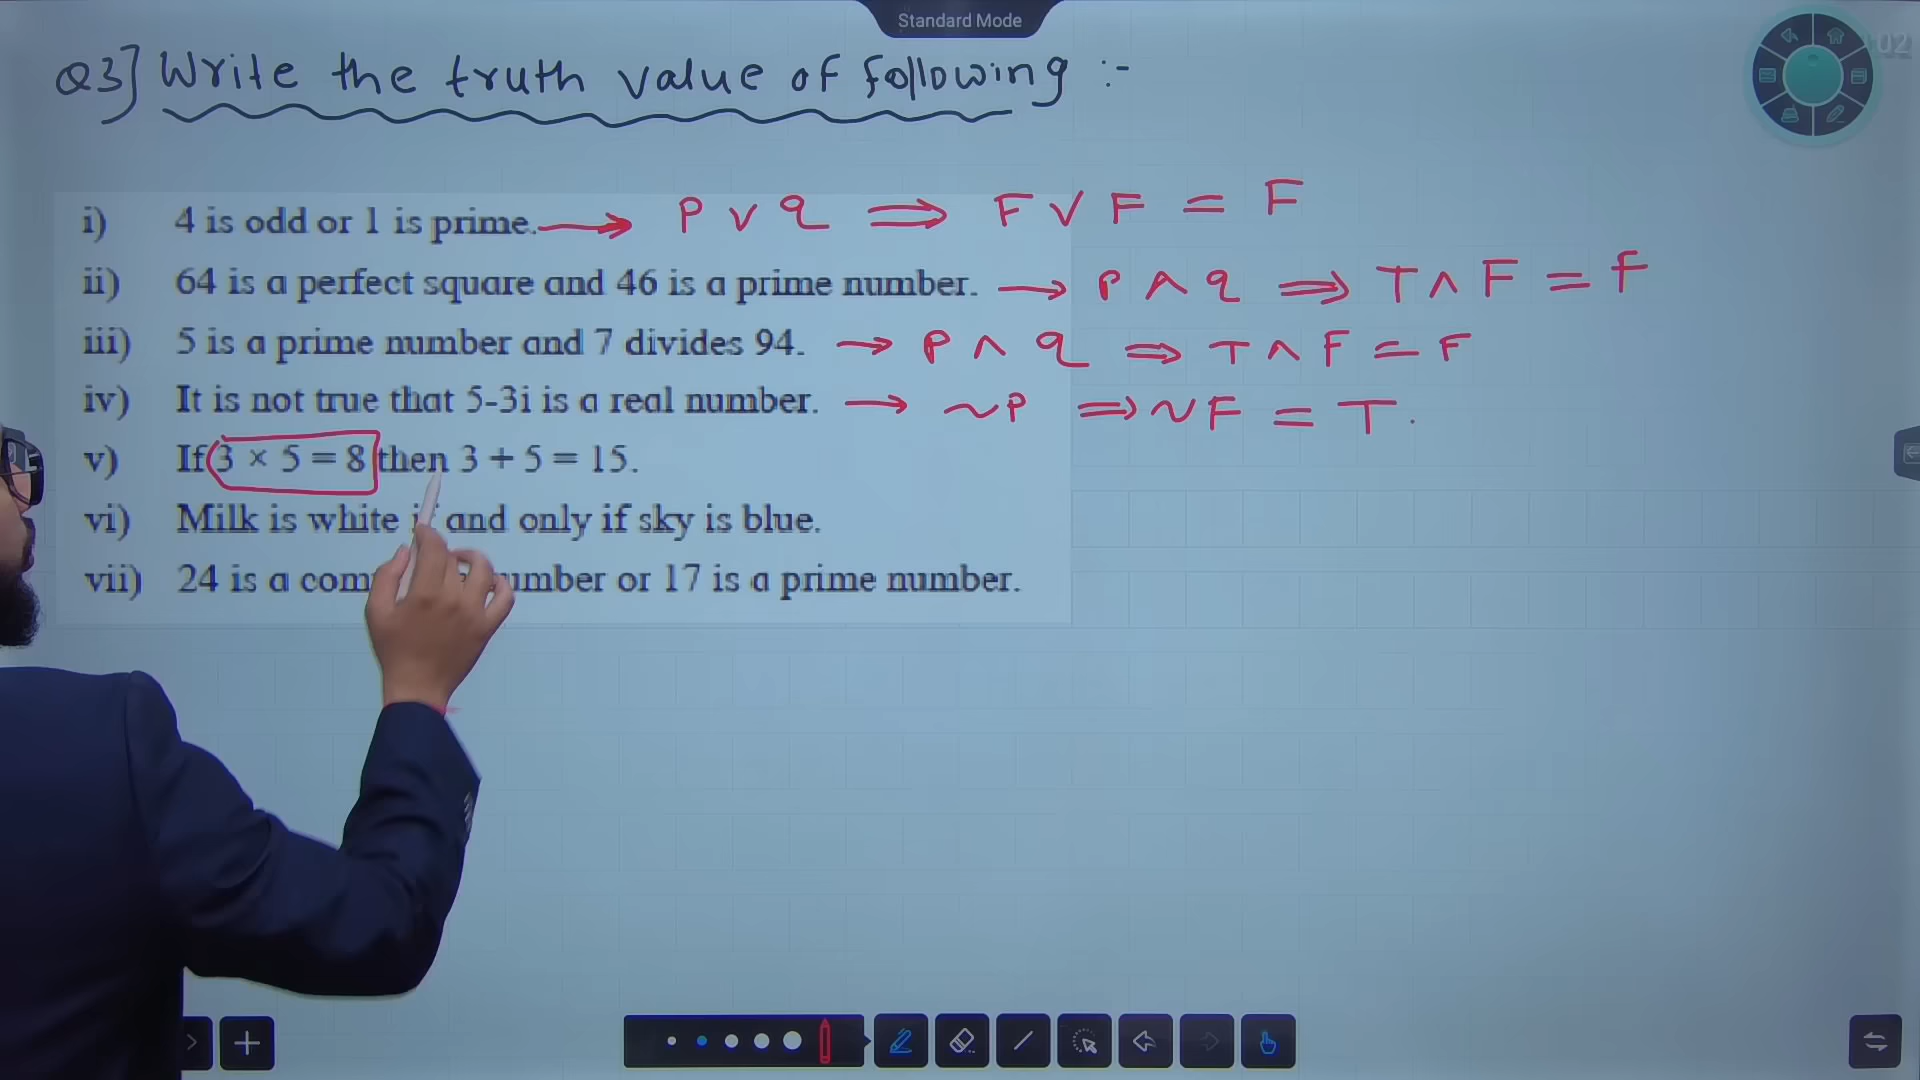 Standard Mode
02
Q3] Write the truth value of following :-
i) 4 is odd or 1 is prime. → P ∨ q ⟹ F ∨ F = F
ii) 64 is a perfect square and 46 is a prime number. → P ∧ q ⟹ T ∧ F = F
iii) 5 is a prime number and 7 divides 94. → P ∧ q ⟹ T ∧ F = F
iv) It is not true that 5-3i is a real number. → ~P ⟹ ~F = T.
v) If 3 × 5 = 8 then 3 + 5 = 15.
vi) Milk is white if and only if sky is blue.
vii) 24 is a number or 17 is a prime number.